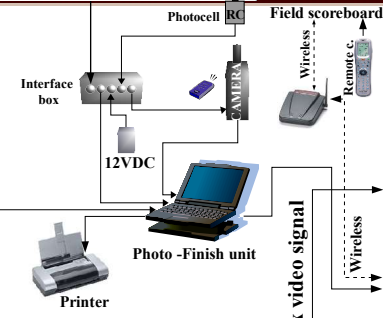 Photocell
RC
Field scoreboard
Wireless
Remote c.
Interface
box
CAMERA
12VDC
Photo -Finish unit
Wireless
x video signal
Printer